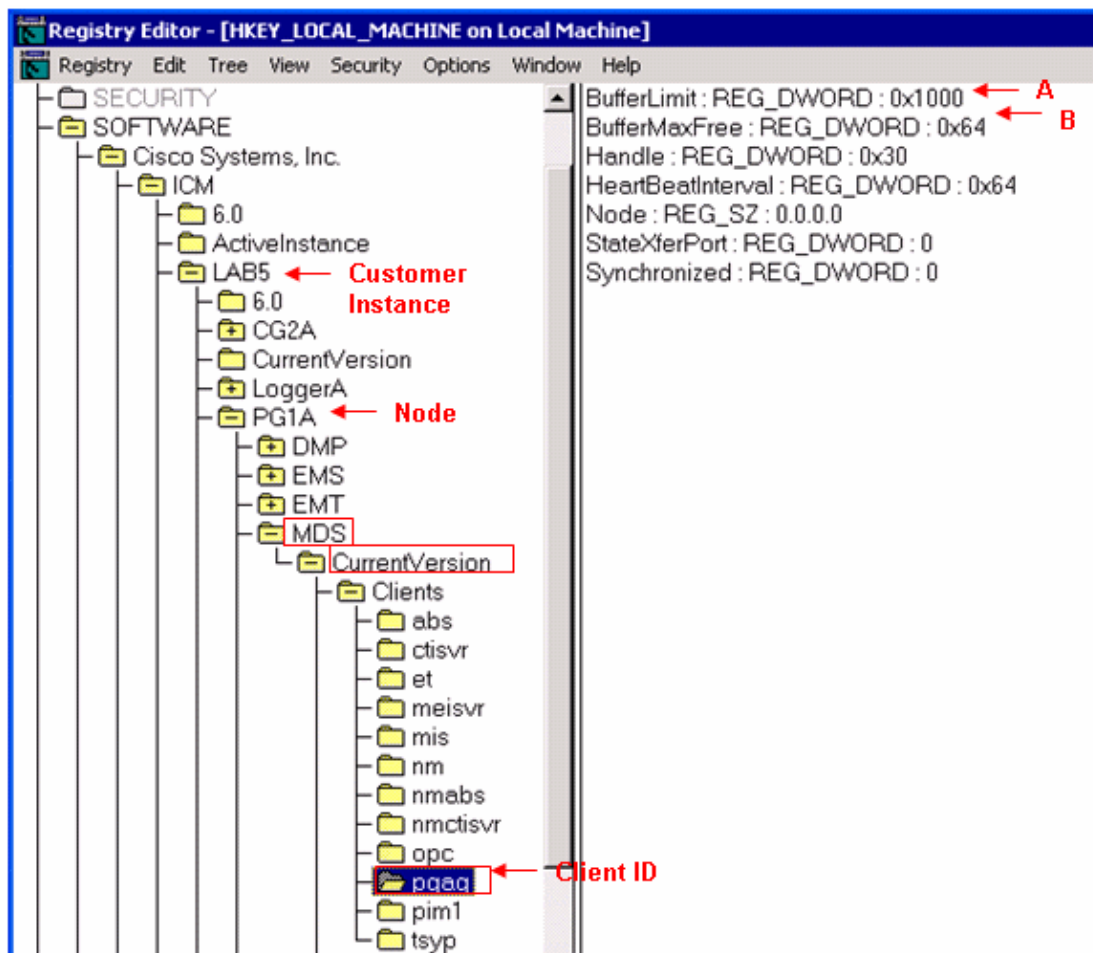 Registry Editor - [HKEY_LOCAL_MACHINE on Local Machine]
Registry Edit Tree View Security Options Window Help
SECURITY
SOFTWARE
Cisco Systems, Inc.
ICM
6.0
ActiveInstance
LAB5
Customer Instance
6.0
CG2A
CurrentVersion
LoggerA
PG1A
Node
DMP
EMS
EMT
MDS
CurrentVersion
Clients
abs
ctisvr
et
meisvr
mis
nm
nmabs
nmctisvr
opc
pgag
Client ID
pim1
tsyp
BufferLimit : REG_DWORD : 0x1000
A
BufferMaxFree : REG_DWORD : 0x64
B
Handle : REG_DWORD : 0x30
HeartBeatInterval : REG_DWORD : 0x64
Node : REG_SZ : 0.0.0.0
StateXferPort : REG_DWORD : 0
Synchronized : REG_DWORD : 0